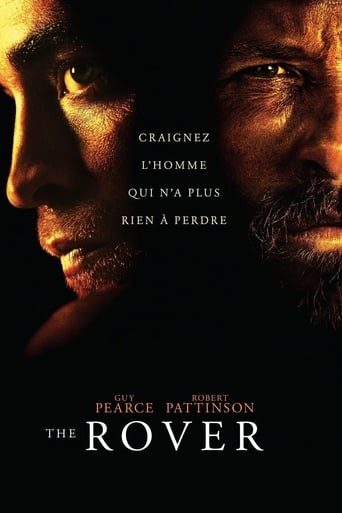 CRAIGNEZ
L'HOMME
QUI N'A PLUS
RIEN À PERDRE
GUY ROBERT
PEARCE PATTINSON
THE ROVER